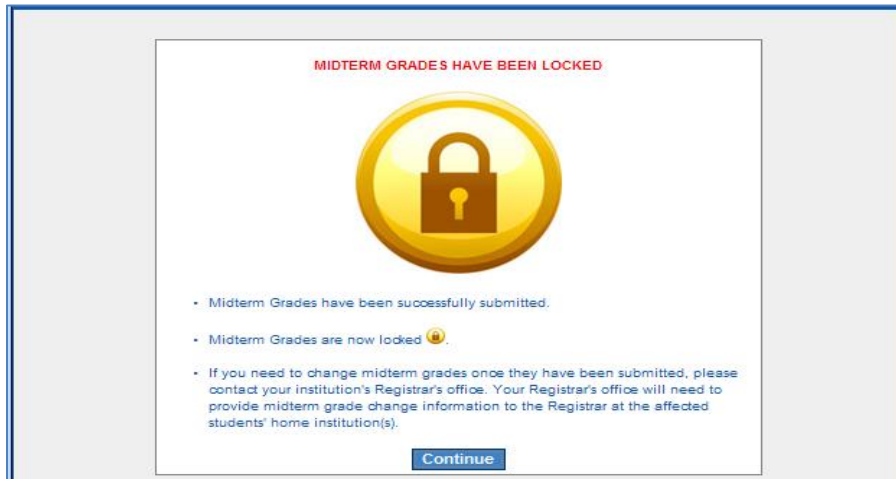 MIDTERM GRADES HAVE BEEN LOCKED
• Midterm Grades have been successfully submitted.
• Midterm Grades are now locked .
• If you need to change midterm grades once they have been submitted, please
contact your institution's Registrar's office. Your Registrar's office will need to
provide midterm grade change information to the Registrar at the affected
students' home institution(s).
Continue